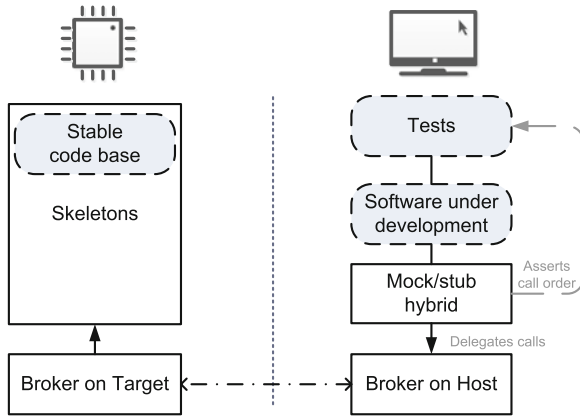 Stable
code base
Skeletons
Broker on Target
Tests
Software under
development
Mock/stub
hybrid
Asserts
call order
Delegates calls
Broker on Host